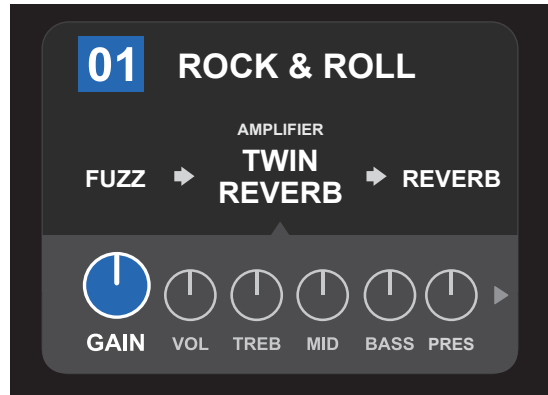 01 ROCK & ROLL
AMPLIFIER
FUZZ TWIN REVERB REVERB
GAIN VOL TREB MID BASS PRES